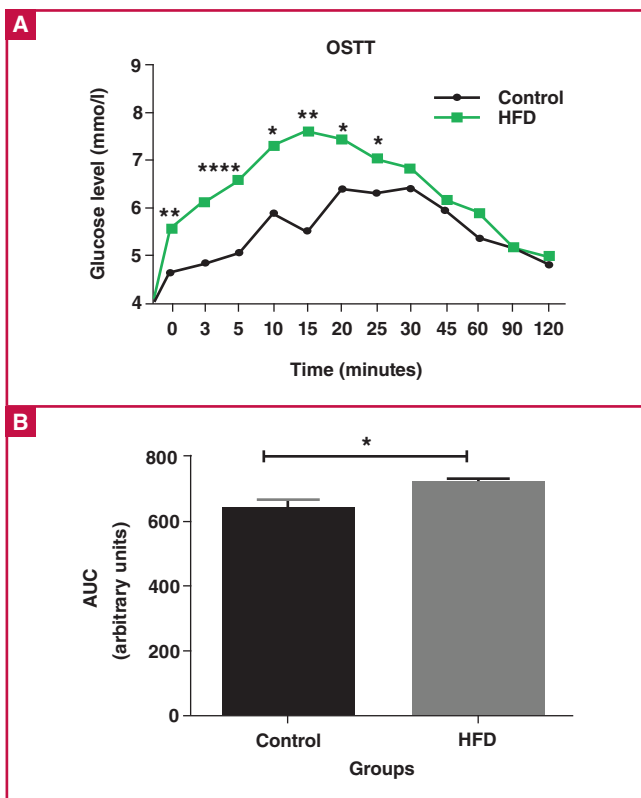 A
OSTT
Glucose level (mmo/l)
9
8
7
6
5
4
Control
HFD
**
****
*
**
*
*
0 3 5 10 15 20 25 30 45 60 90 120
Time (minutes)
B
AUC
(arbitrary units)
800
600
400
200
0
*
Control HFD
Groups